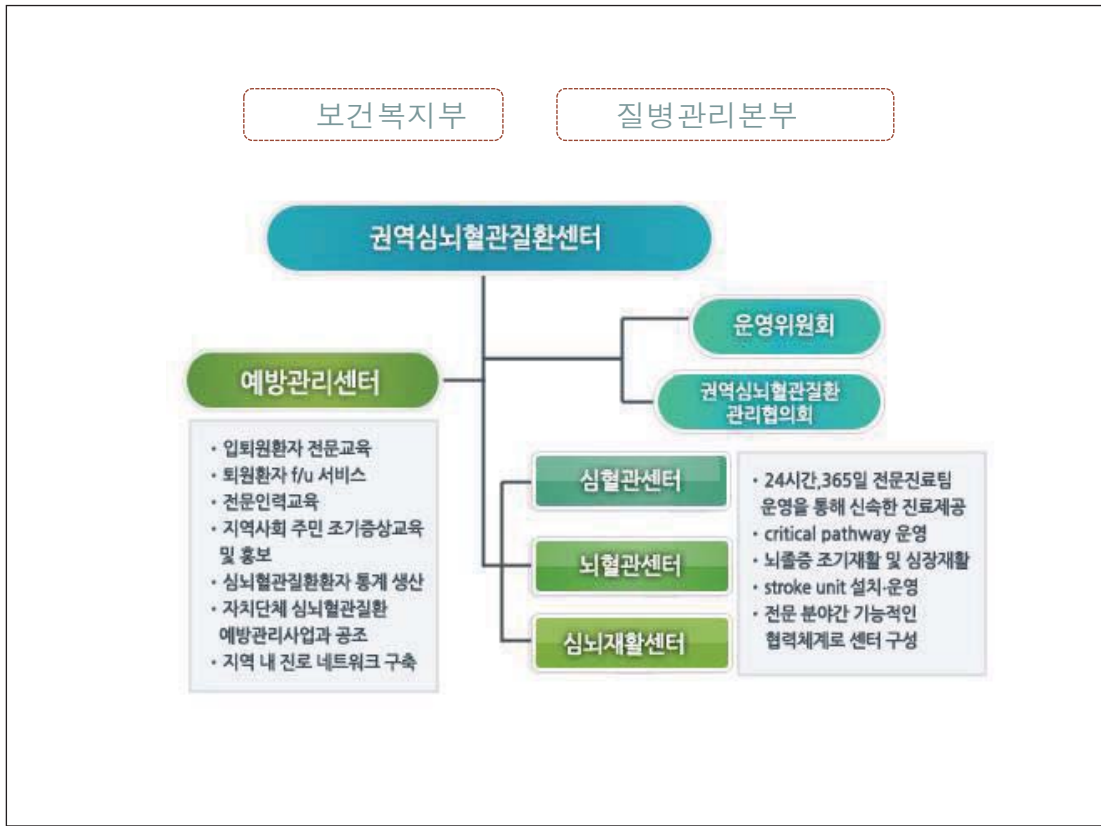 보건복지부
질병관리본부
권역심뇌혈관질환센터
운영위원회
예방관리센터
권역심뇌혈관질환
관리협의회
· 입퇴원환자 전문교육
· 퇴원환자 f/u 서비스
· 전문인력교육
· 지역사회 주민 조기증상교육
및 홍보
· 심뇌혈관질환환자 통계 생산
· 자치단체 심뇌혈관질환
예방관리사업과 공조
· 지역 내 진로 네트워크 구축
심혈관센터
뇌혈관센터
심뇌재활센터
• 24시간,365일 전문진료팀
운영을 통해 신속한 진료제공
• critical pathway 운영
• 뇌졸증 조기재활 및 심장재활
• stroke unit 설치·운영
• 전문 분야간 기능적인
협력체계로 센터 구성